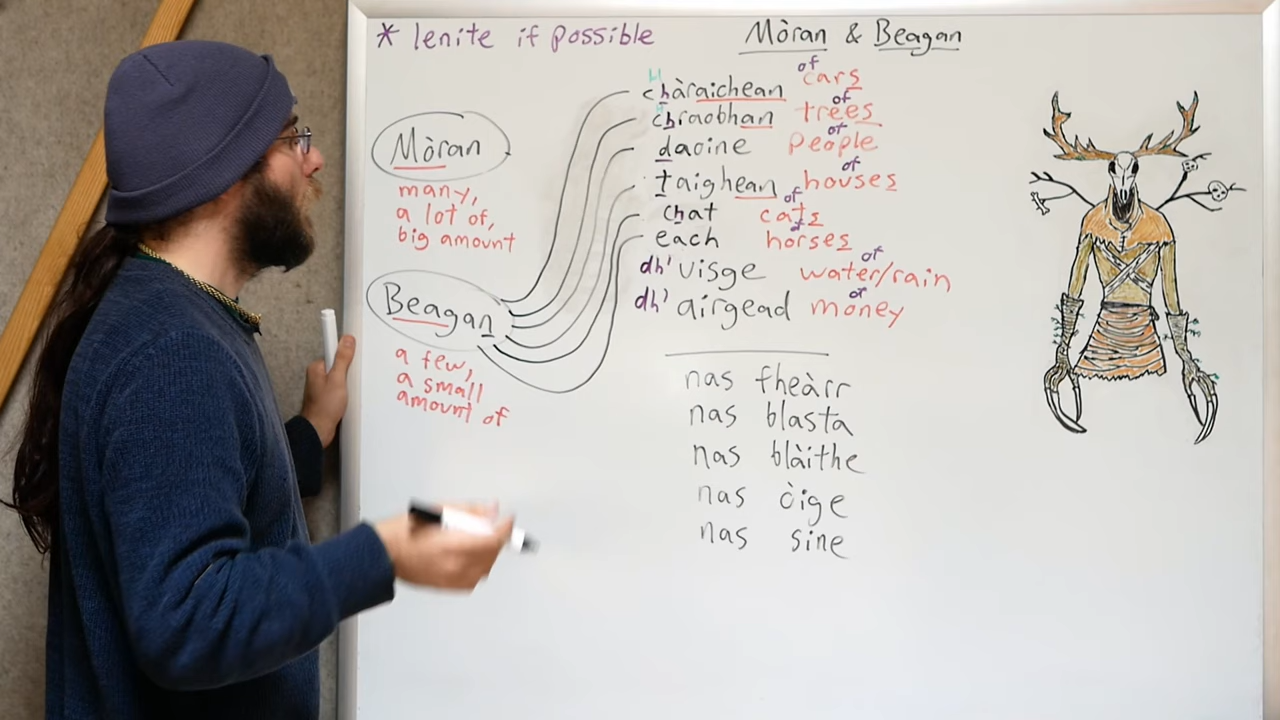 * lenite if possible
Mòran & Beagan
Mòran
many,
a lot of,
big amount
Beagan
a few,
a small
amount of
chàraichean of cars
chraobhan of trees
daoine of people
taighean of houses
chat of cats
each of horses
dh'uisge of water/rain
dh'airgead of money
nas fheàrr
nas blasta
nas blàithe
nas òige
nas sine